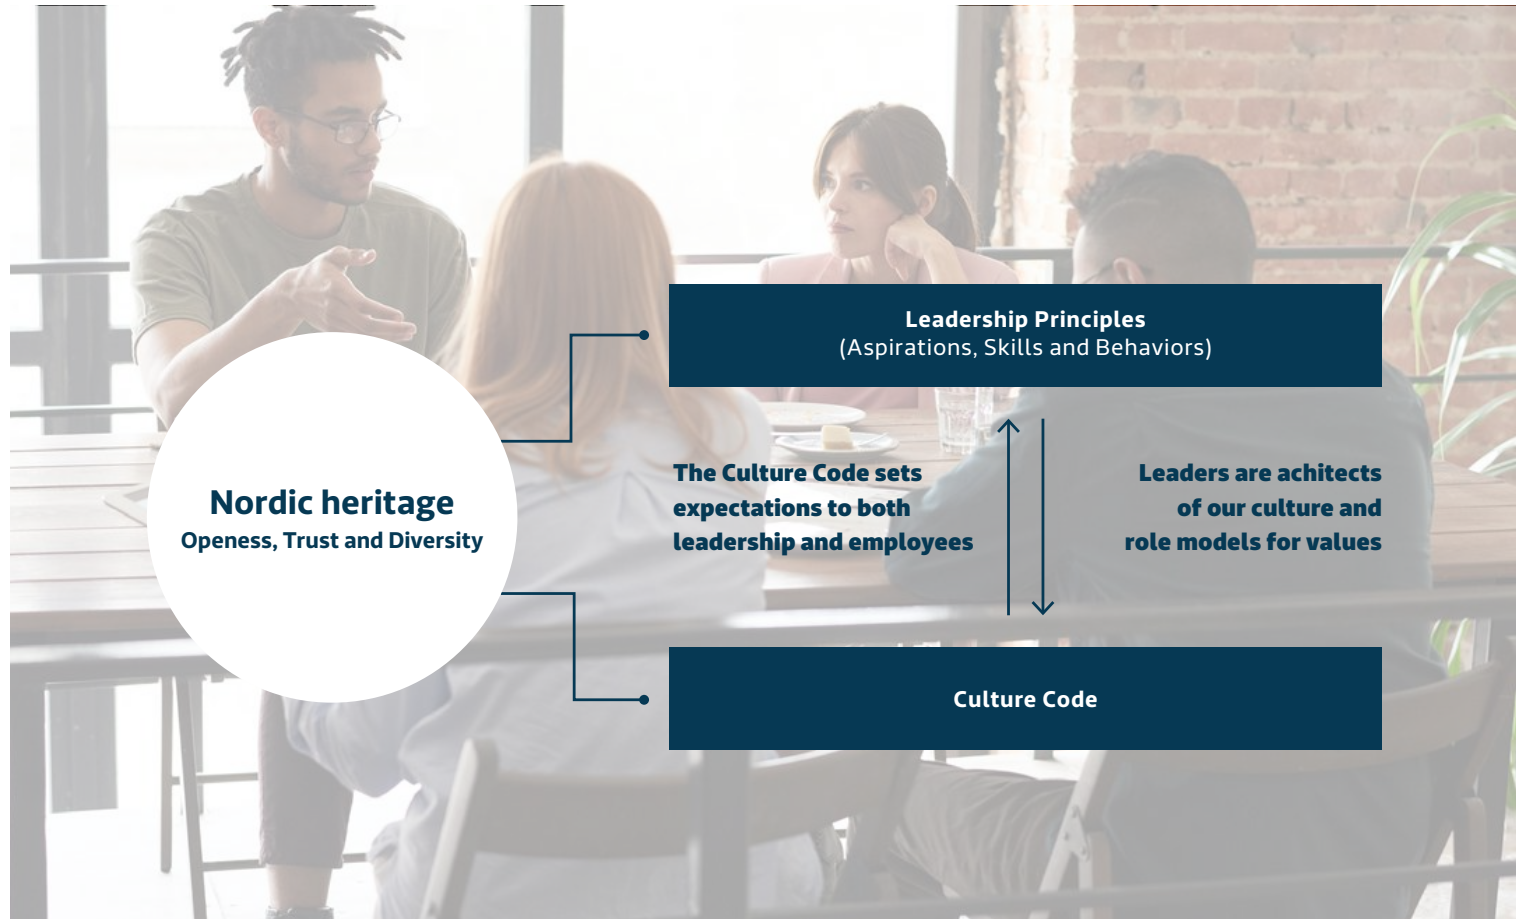 Nordic heritage
Openess, Trust and Diversity
Leadership Principles
(Aspirations, Skills and Behaviors)
The Culture Code sets
expectations to both
leadership and employees
Leaders are achitects
of our culture and
role models for values
Culture Code